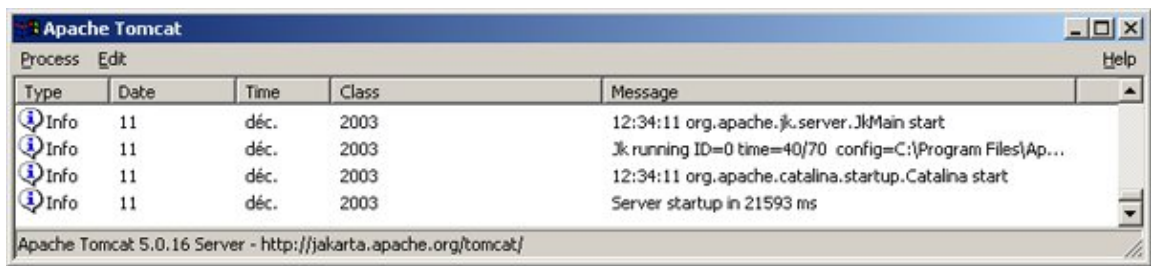 Apache Tomcat
Process Edit Help
Type Date Time Class Message
Info 11 déc. 2003 12:34:11 org.apache.jk.server.JkMain start
Info 11 déc. 2003 Jk running ID=0 time=40/70 config=C:\Program Files\Ap...
Info 11 déc. 2003 12:34:11 org.apache.catalina.startup.Catalina start
Info 11 déc. 2003 Server startup in 21593 ms
Apache Tomcat 5.0.16 Server - http://jakarta.apache.org/tomcat/